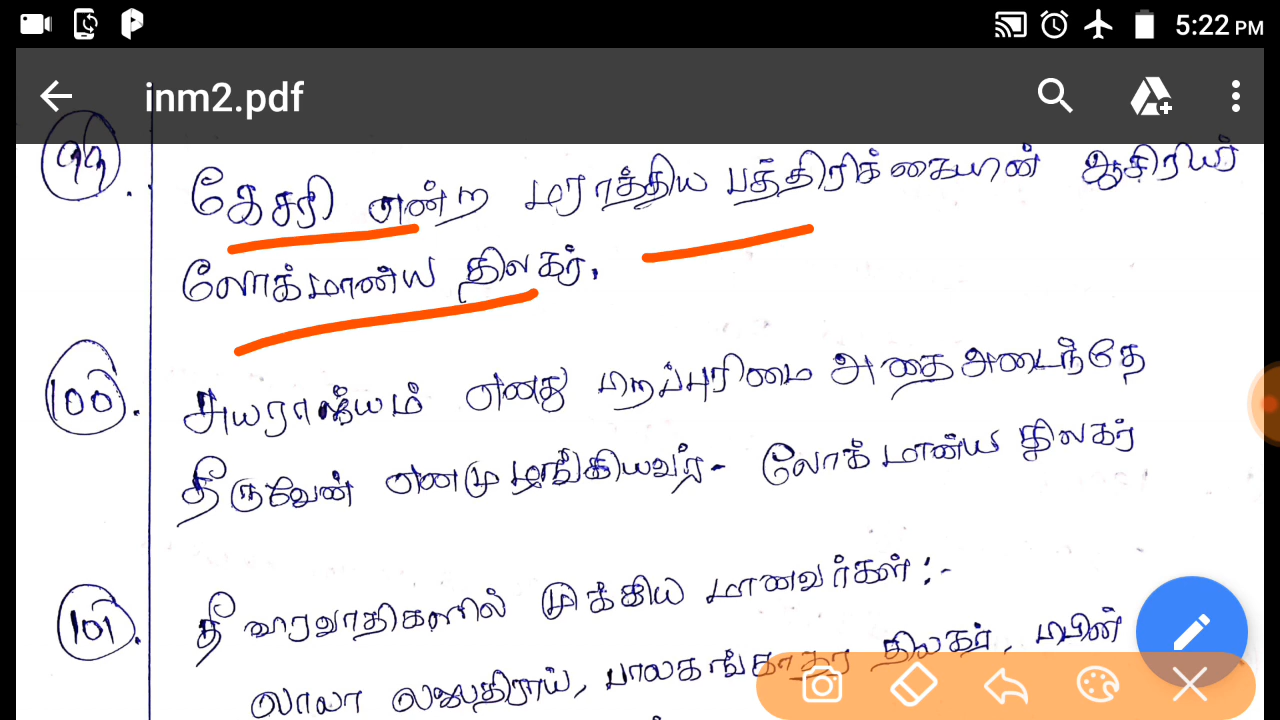 5:22 PM
inm2.pdf
99. கேசரி என்ற மராத்திய பத்திரிக்கையின் ஆசிரியர்
லோக்மான்ய திலகர்.
100. சுயராஜ்யம் எனது பிறப்புரிமை அதை அடைந்தே
தீருவேன் என முழங்கியவர் - லோக்மான்ய திலகர்
101. தீவரவாதிகளில் முக்கிய மானவர்கள் :-
லாலா லஜபதிராய், பாலகங்காதர திலகர், பிபின்